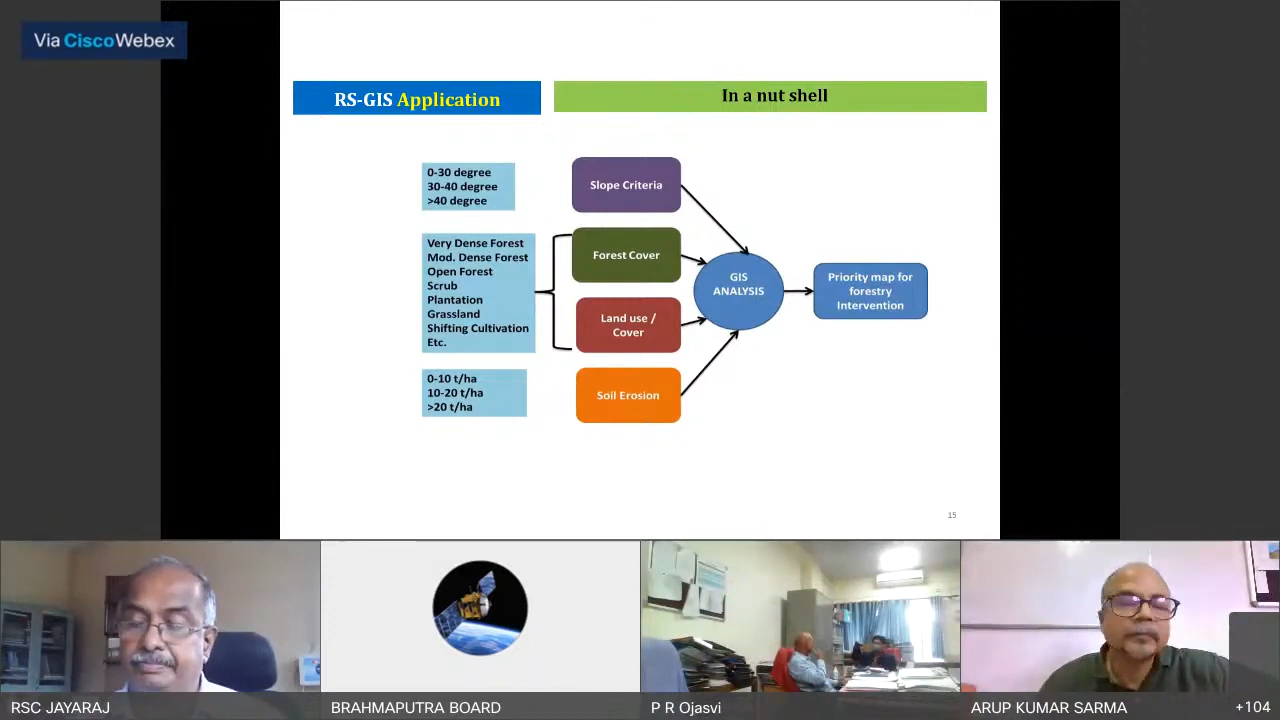 Via Cisco Webex
RS-GIS Application
In a nut shell
0-30 degree
30-40 degree
>40 degree
Slope Criteria
Very Dense Forest
Mod. Dense Forest
Open Forest
Scrub
Plantation
Grassland
Shifting Cultivation
Etc.
Forest Cover
Land use /
Cover
0-10 t/ha
10-20 t/ha
>20 t/ha
Soil Erosion
GIS
ANALYSIS
Priority map for
forestry
Intervention
15
RSC JAYARAJ
BRAHMAPUTRA BOARD
P R Ojasvi
ARUP KUMAR SARMA
+104